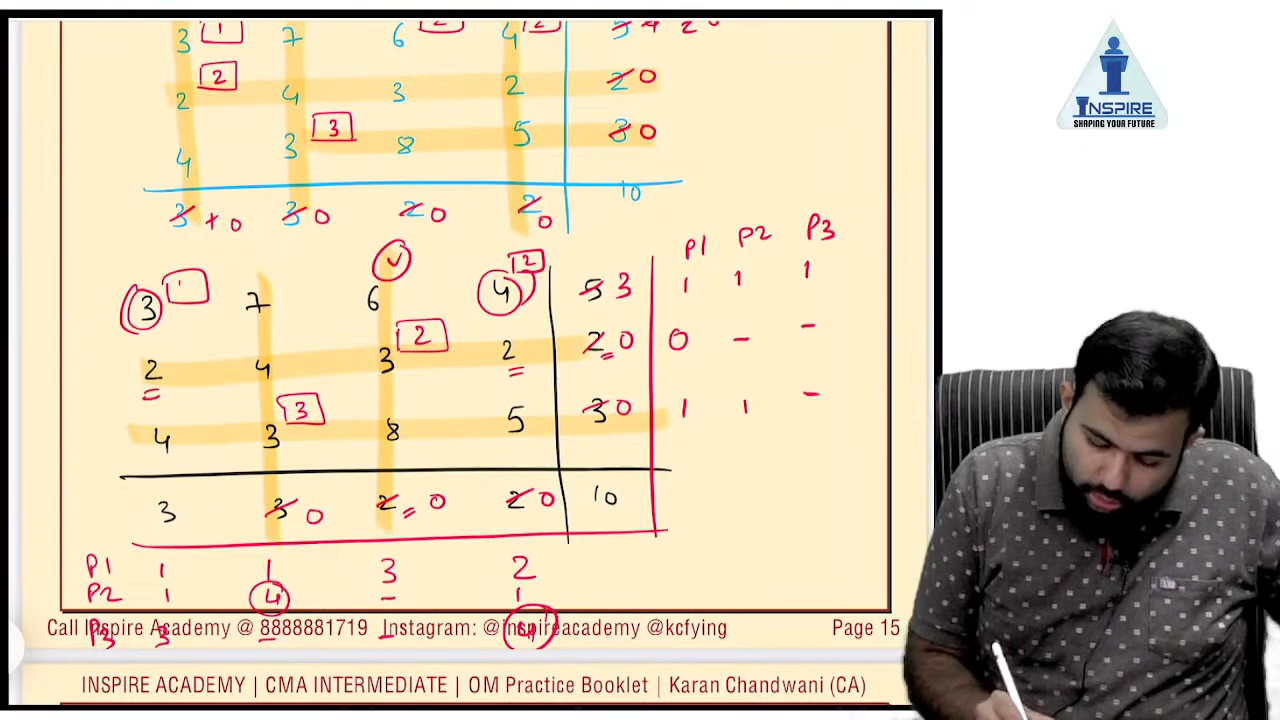 3 1 7 6 2 4 2 5 4 2 0
2 2 4 3 2 2 0
4 3 3 8 5 3 0
3 1 0 3 0 2 0 2 0 10
INSPIRE
SHAPING YOUR FUTURE
P1 P2 P3
3 1 7 6 ✓ 4 2 5 3 1 1 1
2 4 3 2 2 2 0 0 - -
4 3 3 8 5 3 0 1 1 -
3 3 0 2 0 2 0 10
P1 1 1 3 2
P2 1 4 - 1
P3 3 - - 4
Call Inspire Academy @ 8888881719 Instagram: @inspireacademy @kcfying Page 15
INSPIRE ACADEMY | CMA INTERMEDIATE | OM Practice Booklet | Karan Chandwani (CA)